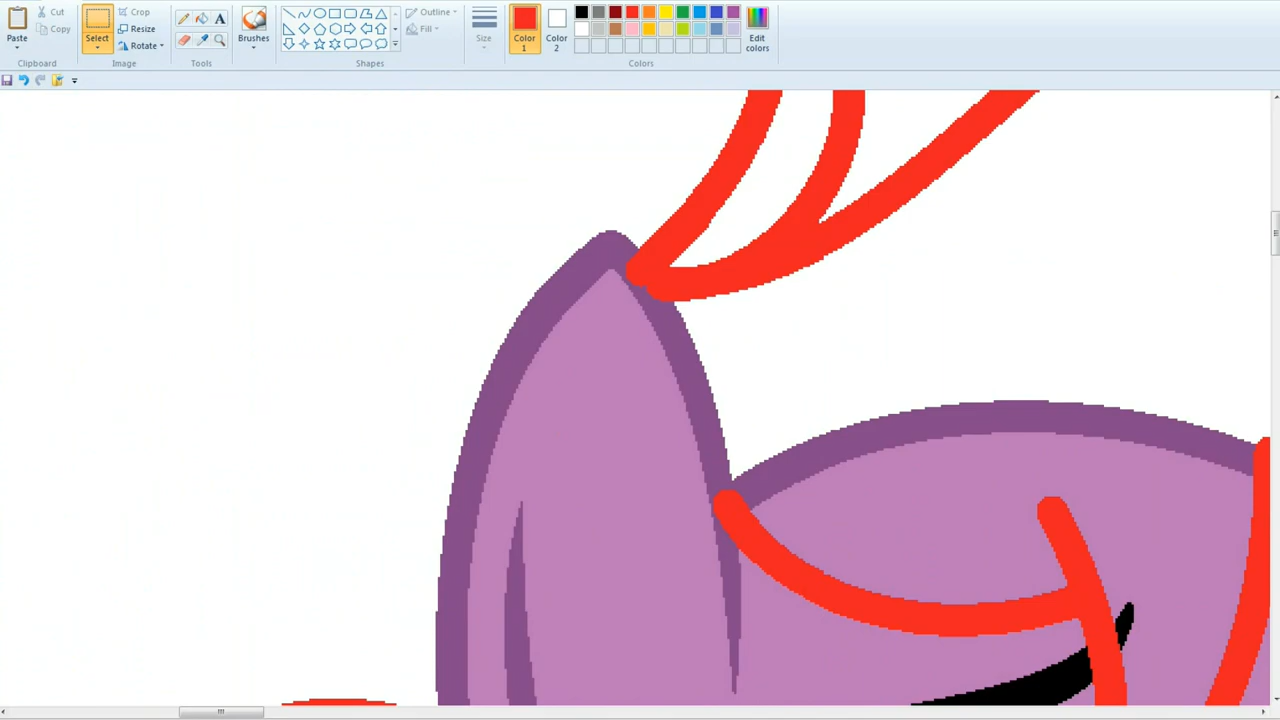 Paste
Cut
Copy
Clipboard
Select
Crop
Resize
Rotate
Image
A
Tools
Brushes
Outline
Fill
Shapes
Size
Color 1
Color 2
Edit colors
Colors